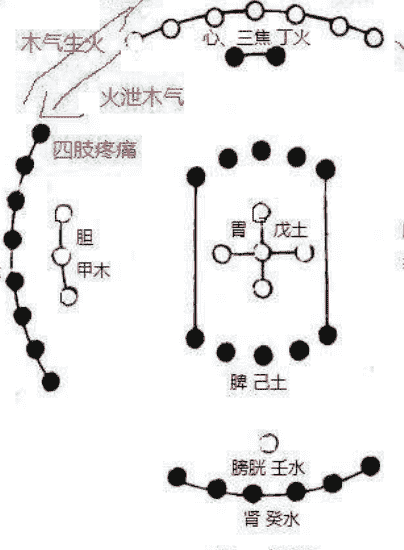 木气生火
心、三焦 丁火
火泄木气
四肢疼痛
胆
甲木
胃 戊土
脾 己土
膀胱 壬水
肾 癸水